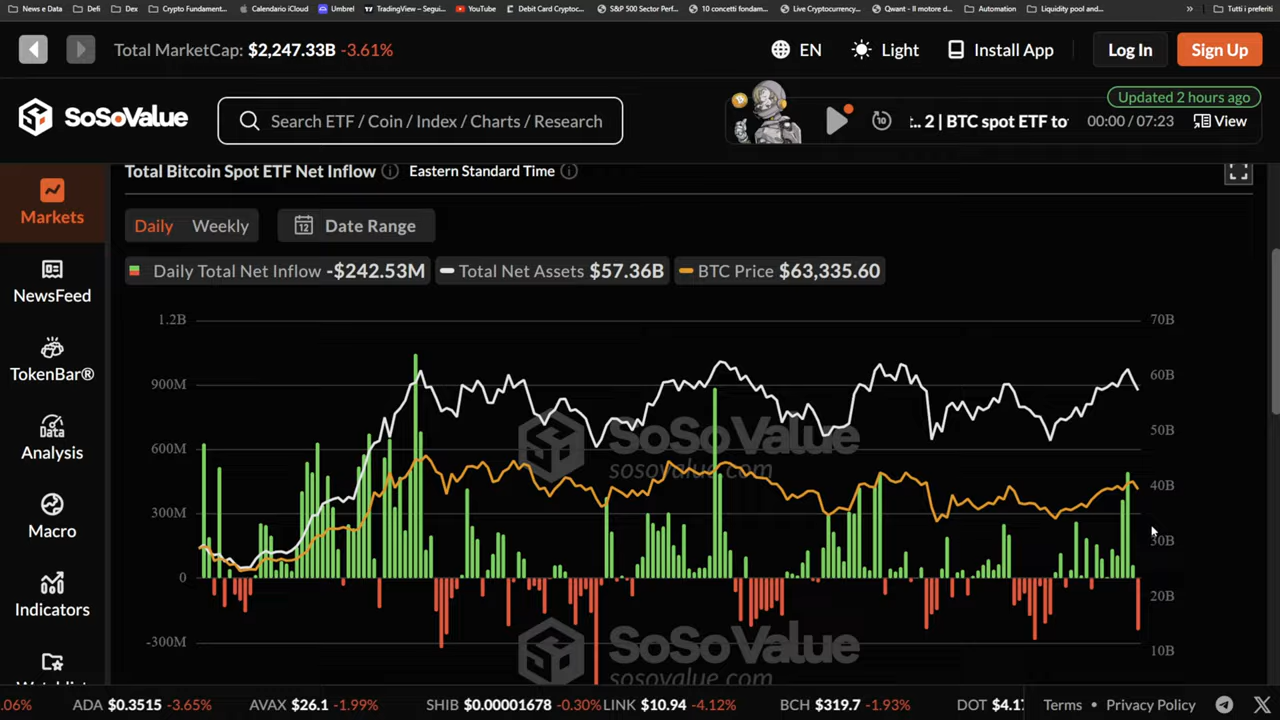 News e Data Defi Dex Crypto Fundament... Calendario iCloud Umbrel TradingView – Segui... YouTube Debit Card Cryptoc... S&P 500 Sector Perf... 10 concetti fondam... Live Cryptocurrency... Qwant - Il motore d... Automation Liquidity pool and... » Tutti i preferiti
Total MarketCap: $2,247.33B -3.61% EN Light Install App Log In Sign Up
SoSoValue Search ETF / Coin / Index / Charts / Research
Updated 2 hours ago
10 .. 2 | BTC spot ETF to 00:00 / 07:23 View
Markets
NewsFeed
TokenBar®
Analysis
Macro
Indicators
Total Bitcoin Spot ETF Net Inflow Eastern Standard Time
Daily Weekly 12 Date Range
Daily Total Net Inflow -$242.53M Total Net Assets $57.36B BTC Price $63,335.60
1.2B 70B
900M 60B
600M 50B
300M 40B
0 30B
-300M 20B
10B
SoSoValue
sosovalue.com
SoSoValue
sosovalue.com
.06% ADA $0.3515 -3.65% AVAX $26.1 -1.99% SHIB $0.00001678 -0.30% LINK $10.94 -4.12% BCH $319.7 -1.93% DOT $4.1 Terms • Privacy Policy